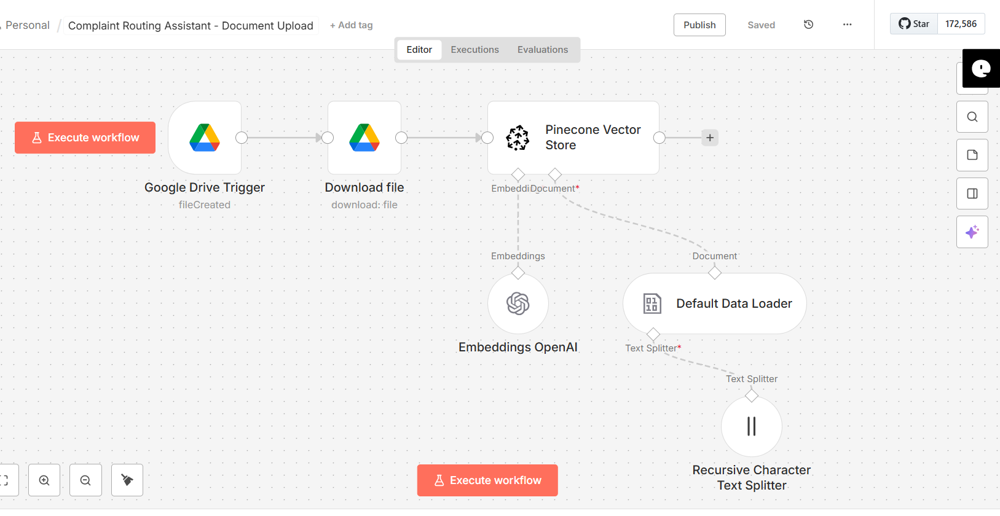 Personal / Complaint Routing Assistant - Document Upload + Add tag
Publish Saved ... Star 172,586
Editor Executions Evaluations
Execute workflow
Pinecone Vector
Store
Google Drive Trigger
fileCreated
Download file
download: file
Document*
Embeddings
Document
Default Data Loader
Embeddings OpenAI
Text Splitter*
Text Splitter
Recursive Character
Text Splitter
Execute workflow